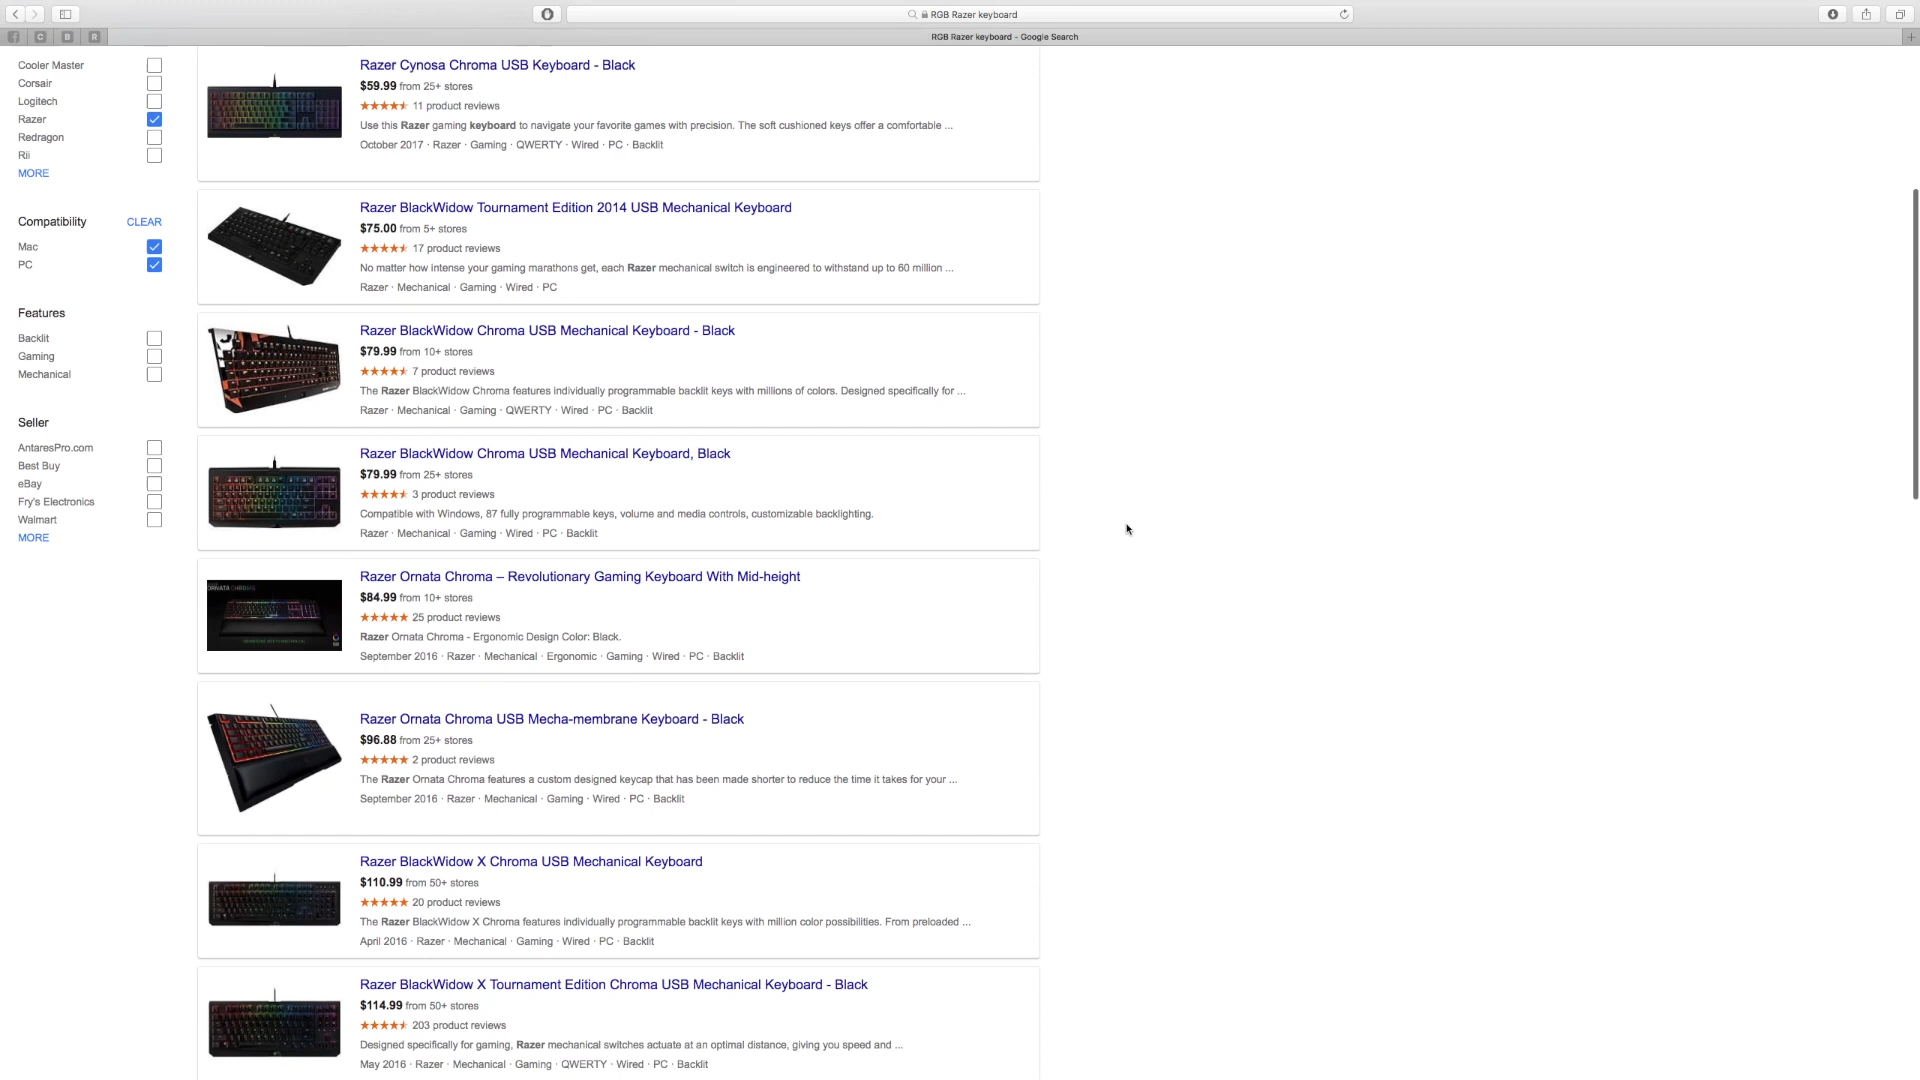 RGB Razer keyboard
C
B
R
RGB Razer keyboard - Google Search
Cooler Master
Corsair
Logitech
Razer
Redragon
Rii
MORE
Compatibility CLEAR
Mac
PC
Features
Backlit
Gaming
Mechanical
Seller
AntaresPro.com
Best Buy
eBay
Fry's Electronics
Walmart
MORE
Razer Cynosa Chroma USB Keyboard - Black
$59.99 from 25+ stores
11 product reviews
Use this Razer gaming keyboard to navigate your favorite games with precision. The soft cushioned keys offer a comfortable ...
October 2017 · Razer · Gaming · QWERTY · Wired · PC · Backlit
Razer BlackWidow Tournament Edition 2014 USB Mechanical Keyboard
$75.00 from 5+ stores
17 product reviews
No matter how intense your gaming marathons get, each Razer mechanical switch is engineered to withstand up to 60 million ...
Razer · Mechanical · Gaming · Wired · PC
Razer BlackWidow Chroma USB Mechanical Keyboard - Black
$79.99 from 10+ stores
7 product reviews
The Razer BlackWidow Chroma features individually programmable backlit keys with millions of colors. Designed specifically for ...
Razer · Mechanical · Gaming · QWERTY · Wired · PC · Backlit
Razer BlackWidow Chroma USB Mechanical Keyboard, Black
$79.99 from 25+ stores
3 product reviews
Compatible with Windows, 87 fully programmable keys, volume and media controls, customizable backlighting.
Razer · Mechanical · Gaming · Wired · PC · Backlit
ORNATA CHROMA
Razer Ornata Chroma – Revolutionary Gaming Keyboard With Mid-height
$84.99 from 10+ stores
25 product reviews
Razer Ornata Chroma - Ergonomic Design Color: Black.
September 2016 · Razer · Mechanical · Ergonomic · Gaming · Wired · PC · Backlit
Razer Ornata Chroma USB Mecha-membrane Keyboard - Black
$96.88 from 25+ stores
2 product reviews
The Razer Ornata Chroma features a custom designed keycap that has been made shorter to reduce the time it takes for your ...
September 2016 · Razer · Mechanical · Gaming · Wired · PC · Backlit
Razer BlackWidow X Chroma USB Mechanical Keyboard
$110.99 from 50+ stores
20 product reviews
The Razer BlackWidow X Chroma features individually programmable backlit keys with million color possibilities. From preloaded ...
April 2016 · Razer · Mechanical · Gaming · Wired · PC · Backlit
Razer BlackWidow X Tournament Edition Chroma USB Mechanical Keyboard - Black
$114.99 from 50+ stores
203 product reviews
Designed specifically for gaming, Razer mechanical switches actuate at an optimal distance, giving you speed and ...
May 2016 · Razer · Mechanical · Gaming · QWERTY · Wired · PC · Backlit